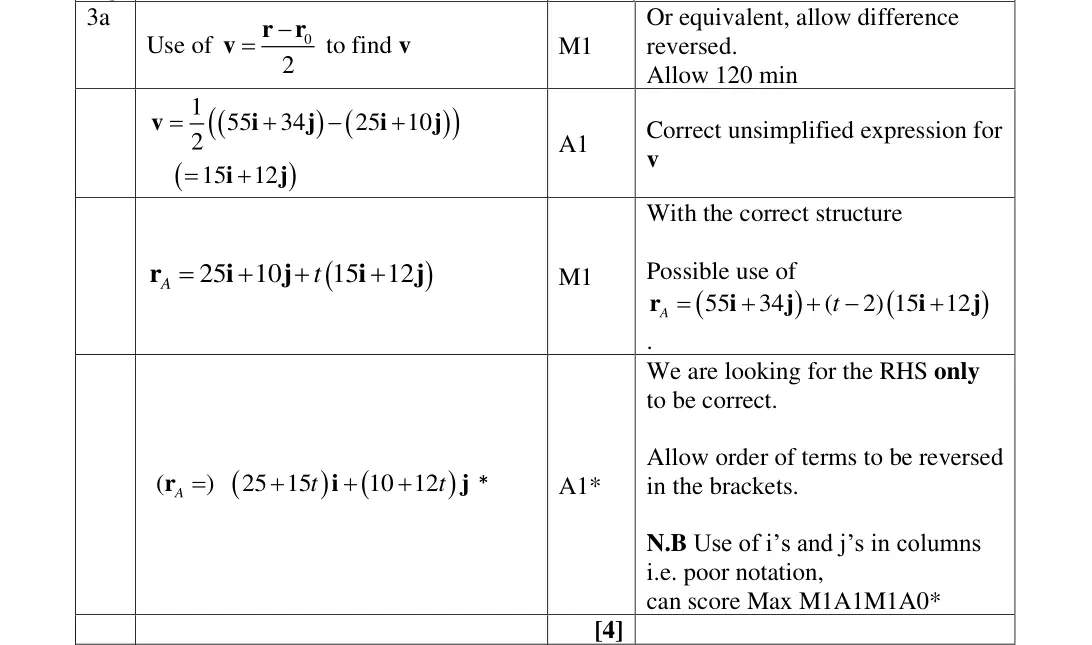 3a
Use of v = (r − r₀)/2 to find v
M1
Or equivalent, allow difference
reversed.
Allow 120 min
v = 1/2((55i + 34j) − (25i + 10j))
(= 15i + 12j)
A1
Correct unsimplified expression for
v
r_A = 25i + 10j + t(15i + 12j)
M1
With the correct structure
Possible use of
r_A = (55i + 34j) + (t − 2)(15i + 12j)
.
(r_A =) (25 + 15t)i + (10 + 12t)j *
A1*
We are looking for the RHS only
to be correct.
Allow order of terms to be reversed
in the brackets.
N.B Use of i’s and j’s in columns
i.e. poor notation,
can score Max M1A1M1A0*
[4]